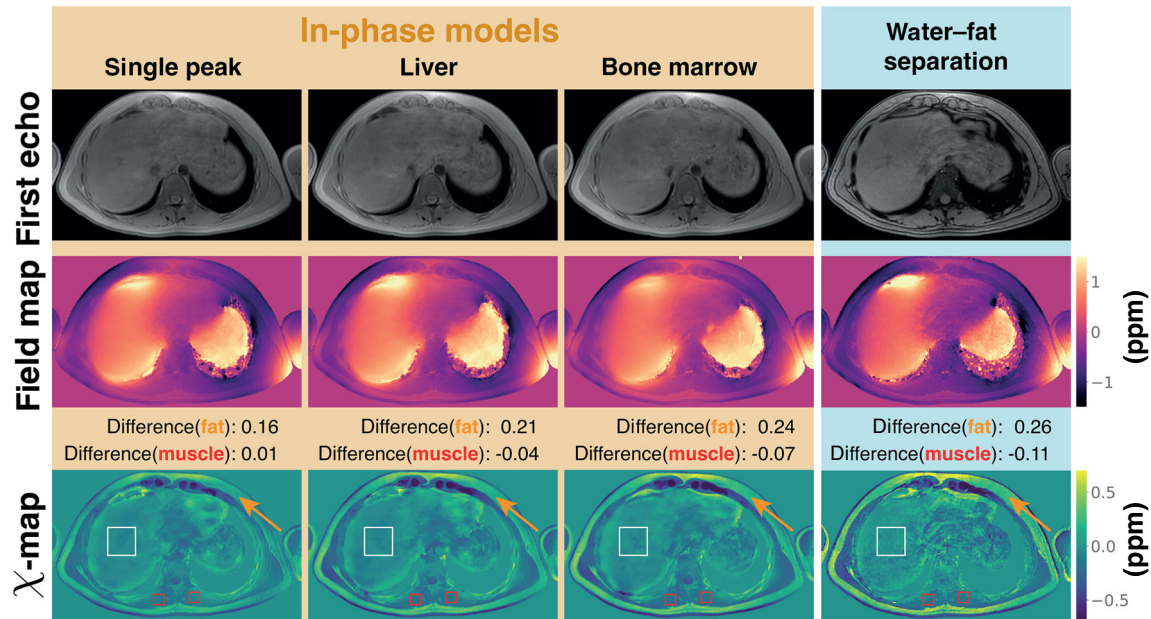 In-phase models
Single peak
Liver
Bone marrow
Water–fat
separation
First echo
Field map
1
0
−1
(ppm)
Difference(fat): 0.16
Difference(muscle): 0.01
Difference(fat): 0.21
Difference(muscle): -0.04
Difference(fat): 0.24
Difference(muscle): -0.07
Difference(fat): 0.26
Difference(muscle): -0.11
χ-map
0.5
0.0
−0.5
(ppm)